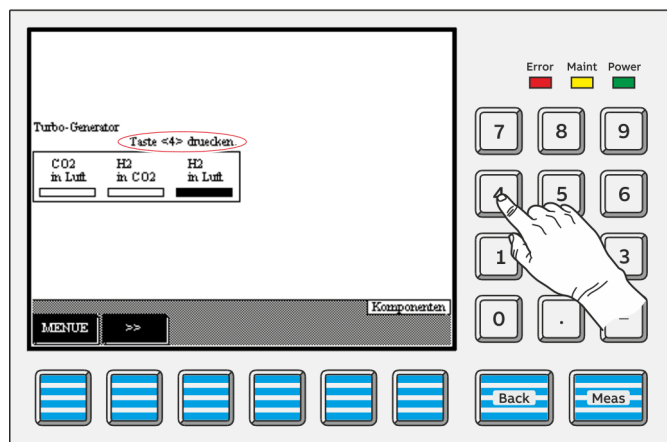 Error Maint Power
Turbo-Generator
Taste <4> druecken.
CO2 H2 H2
in Luft in CO2 in Luft
Komponenten
MENUE >>
7 8 9
4 5 6
1 3
0 . –
Back Meas